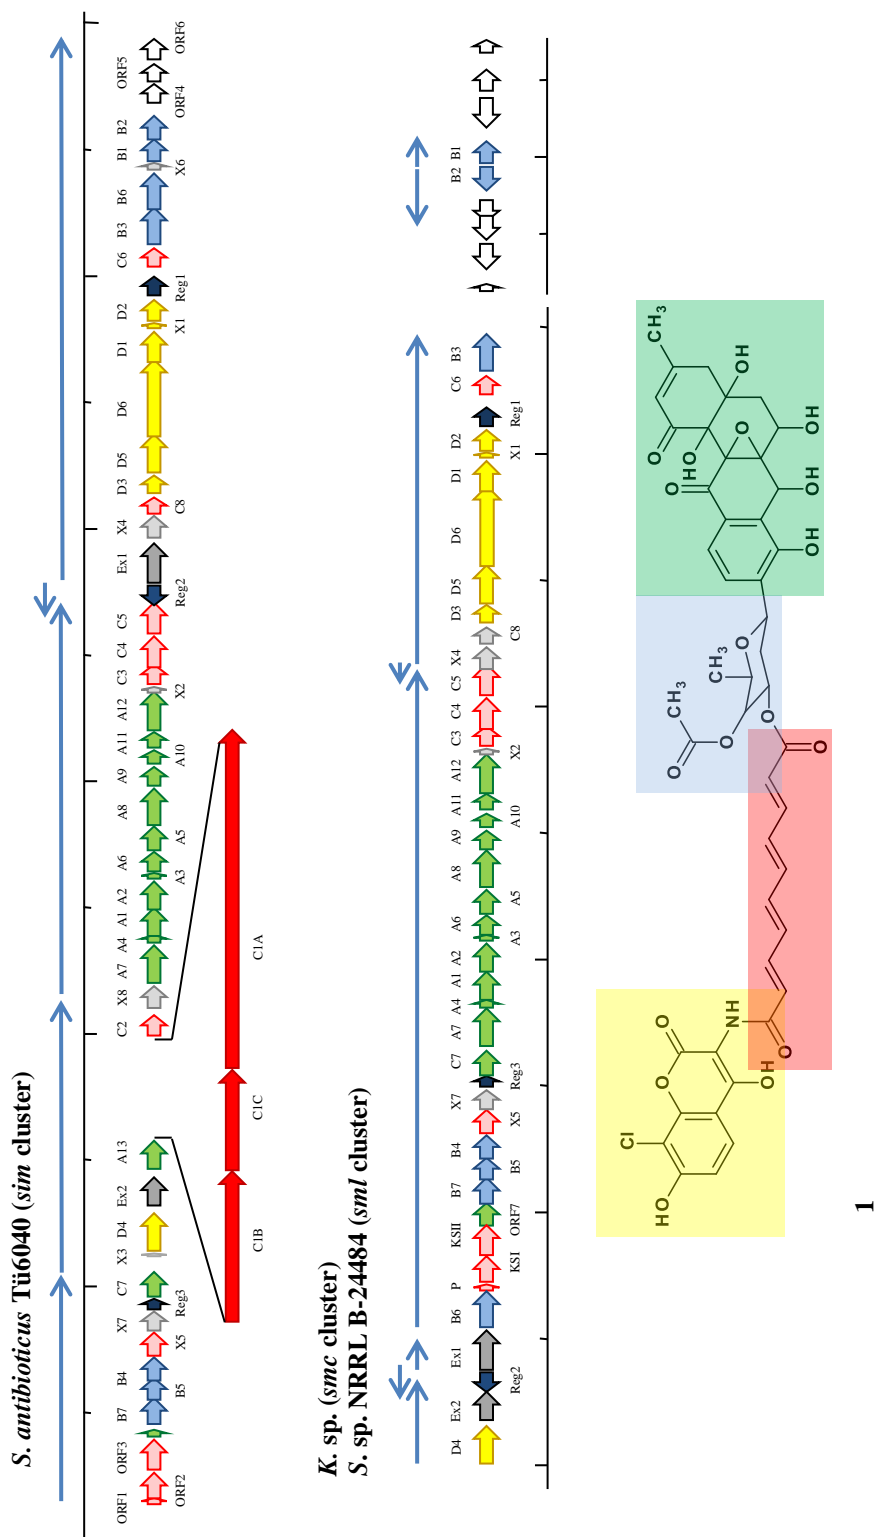 S. antibioticus Tü6040 (sim cluster)
ORF1 ORF3 B7 B4 X7 C7 X3 D4 Ex2 A13 C2 X8 A7 A4 A1 A2 A6 A8 A9 A11 A12 C3 C4 C5 Ex1 X4 D3 D5 D6 D1 D2 C6 B3 B6 B1 B2 ORF5
ORF2 B5 X5 Reg3 A3 A5 A10 X2 Reg2 C8 X1 Reg1 X6 ORF4 ORF6
C1B C1C C1A
K. sp. (smc cluster)
S. sp. NRRL B-24484 (sml cluster)
D4 Ex2 Ex1 B6 P KSII B7 B4 X7 C7 A7 A4 A1 A2 A6 A8 A9 A11 A12 C3 C4 C5 X4 D3 D5 D6 D1 D2 C6 B3 B2 B1
Reg2 KSI ORF7 B5 X5 Reg3 A3 A5 A10 X2 C8 X1 Reg1
Cl
HO
O
O
NH
OH
O
O
O
O
O
CH3
CH3
O
O
O
HO
O
CH3
OH
OH
OH
OH
1